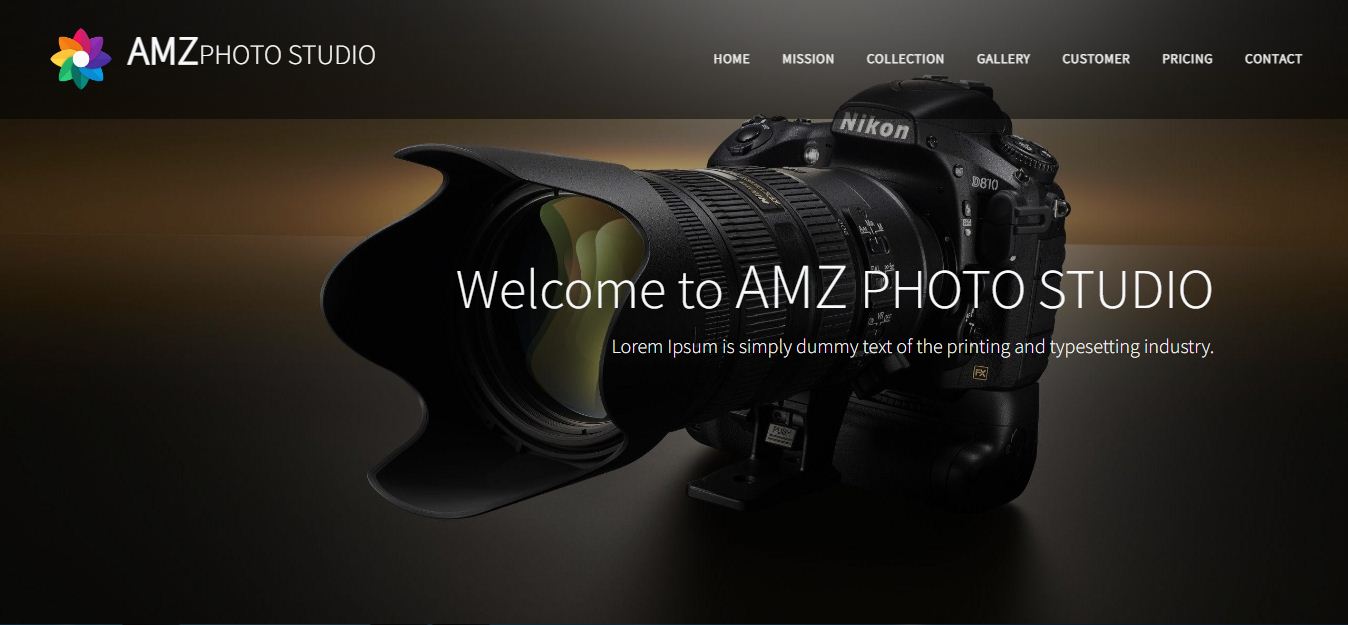 AMZPHOTO STUDIO
HOME MISSION COLLECTION GALLERY CUSTOMER PRICING CONTACT
Nikon
D810
Welcome to AMZ PHOTO STUDIO
Lorem Ipsum is simply dummy text of the printing and typesetting industry.
FX